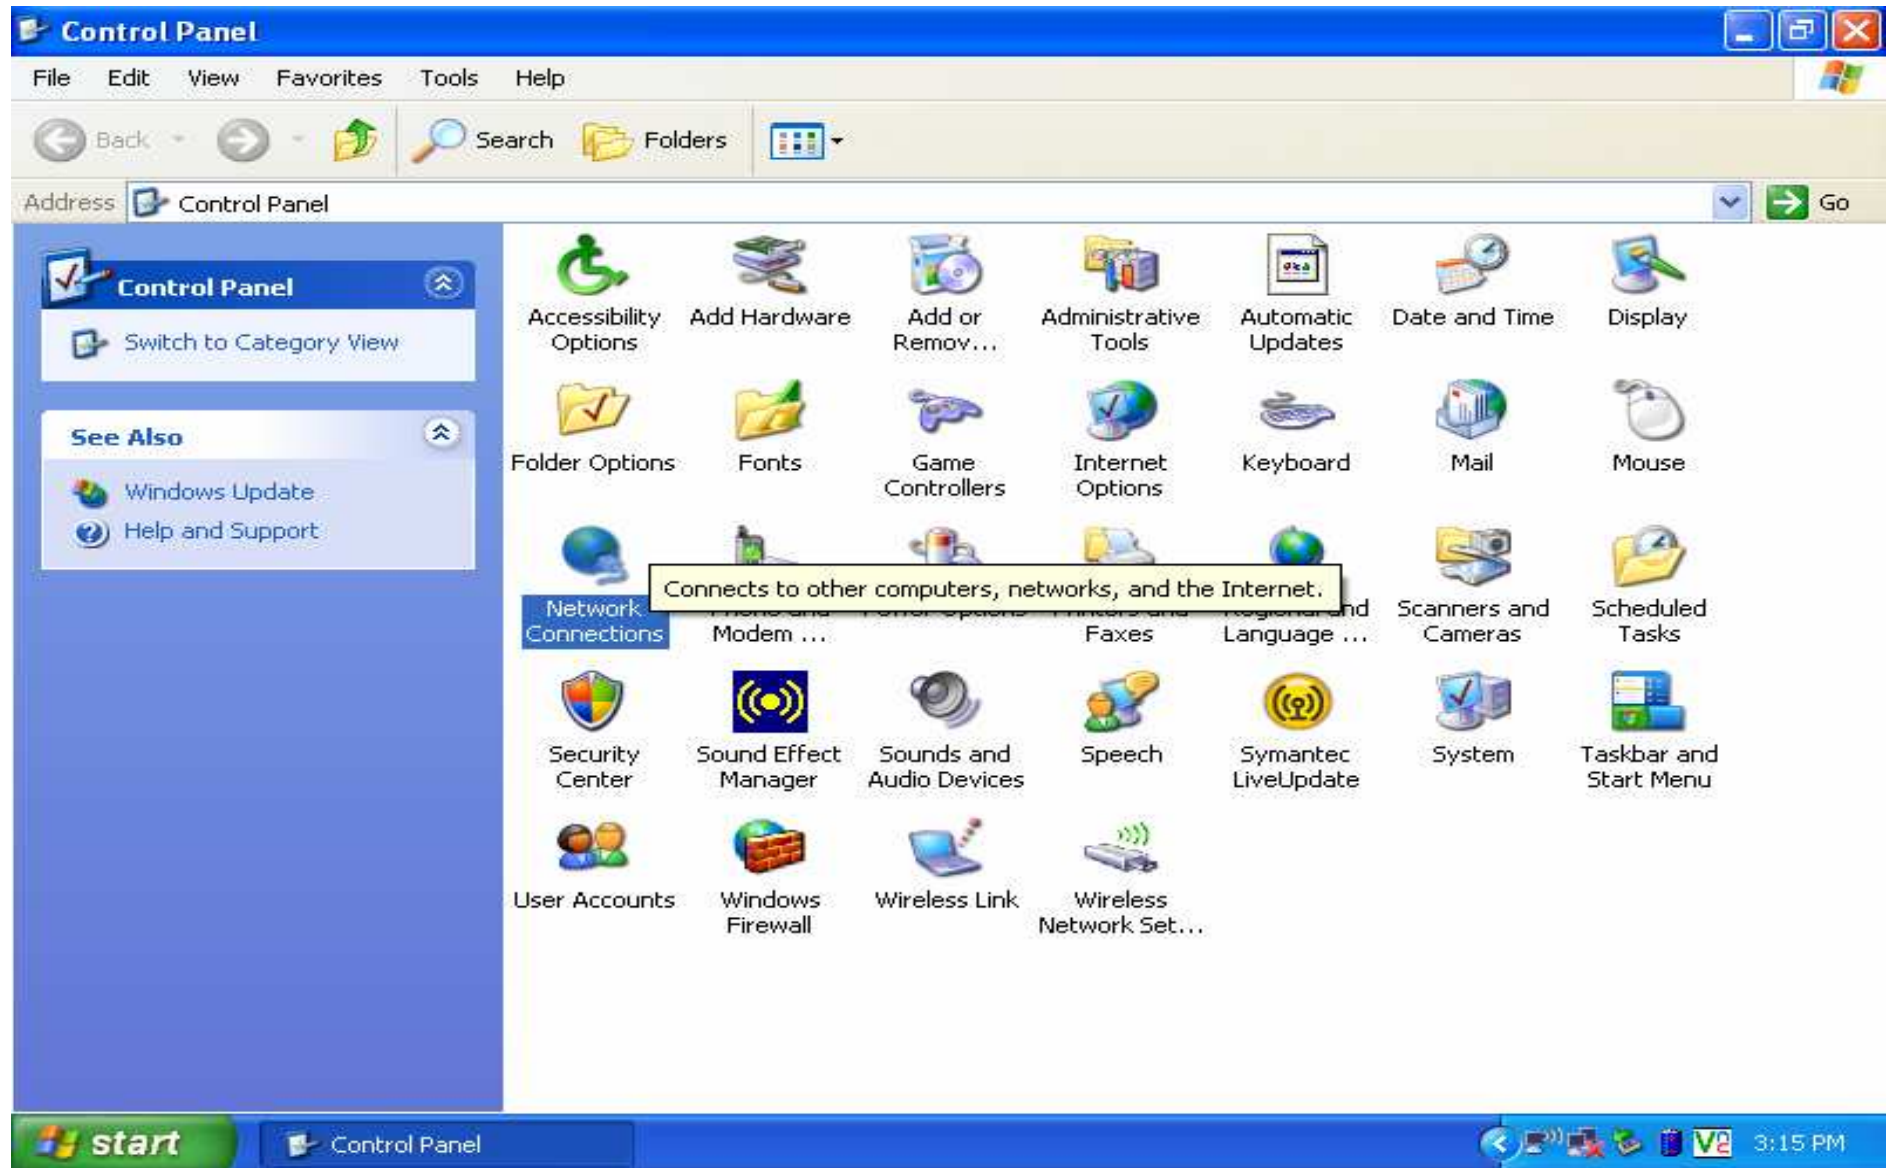 Control Panel
File Edit View Favorites Tools Help
Back Search Folders
Address Control Panel Go
Control Panel
Switch to Category View
See Also
Windows Update
Help and Support
Accessibility Options
Add Hardware
Add or Remov...
Administrative Tools
Automatic Updates
Date and Time
Display
Folder Options
Fonts
Game Controllers
Internet Options
Keyboard
Mail
Mouse
Connects to other computers, networks, and the Internet.
Network Connections
Modem ...
Faxes
Language ...
Scanners and Cameras
Scheduled Tasks
Security Center
Sound Effect Manager
Sounds and Audio Devices
Speech
Symantec LiveUpdate
System
Taskbar and Start Menu
User Accounts
Windows Firewall
Wireless Link
Wireless Network Set...
start Control Panel 3:15 PM